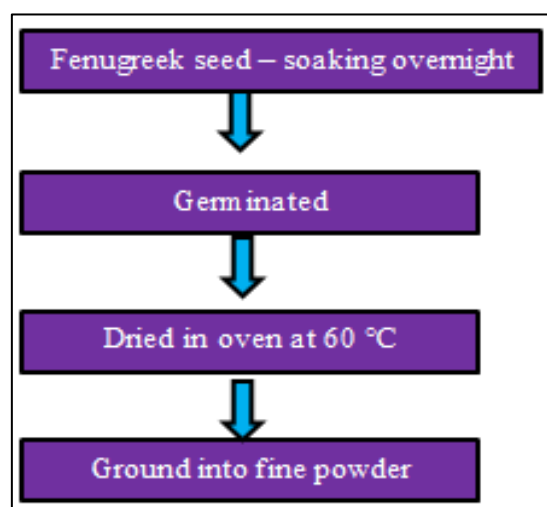 Fenugreek seed – soaking overnight
Germinated
Dried in oven at 60 °C
Ground into fine powder